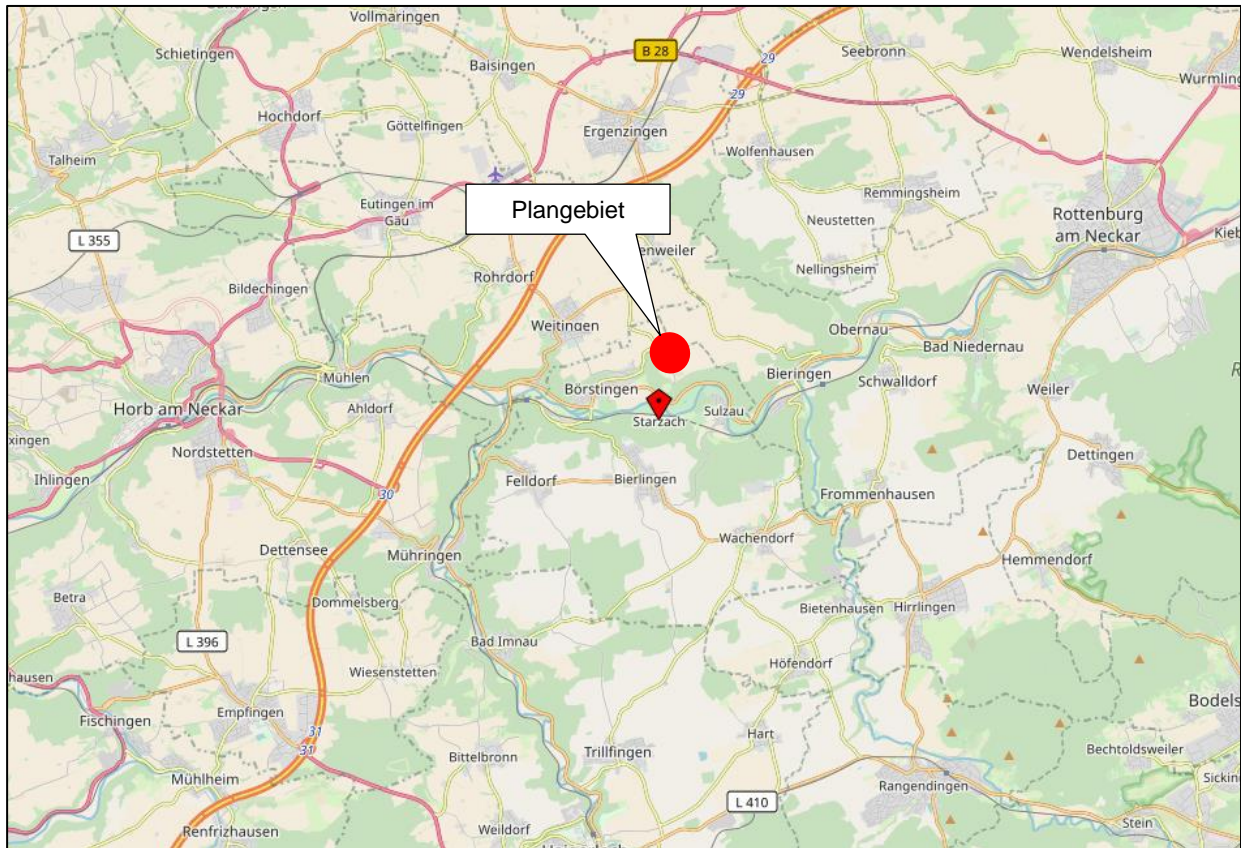 Vollmaringen
Schietingen
B 28
Seebronn
Wendelsheim
Baisingen
29
Wurmling
29
Hochdorf
Göttelfingen
Ergenzingen
Talheim
Wolfenhausen
Remmingsheim
Eutingen im
Gäu
Plangebiet
Neustetten
Rottenburg
am Neckar
Kieb
L 355
enweiler
Rohrdorf
Nellingsheim
Bildechingen
Weitingen
Obernau
Bad Niedernau
Mühlen
Börstingen
Bieringen
Schwalldorf
Weiler
Horb am Neckar
Ahldorf
Starzach
Sulzau
xingen
Nordstetten
Ihlingen
Dettingen
Felldorf
Bierlingen
30
Frommenhausen
Dettensee
Mühringen
Wachendorf
Hemmendorf
Betra
Dommelsberg
Bietenhausen
Hirrlingen
L 396
Bad Imnau
Wiesenstetten
Höfendorf
hausen
Fischingen
Empfingen
Bodels
31
31
Trillfingen
Hart
Bechtoldsweiler
Bittelbronn
Mühlheim
Rangendingen
Sickin
L 410
Renfrizhausen
Weildorf
Stein